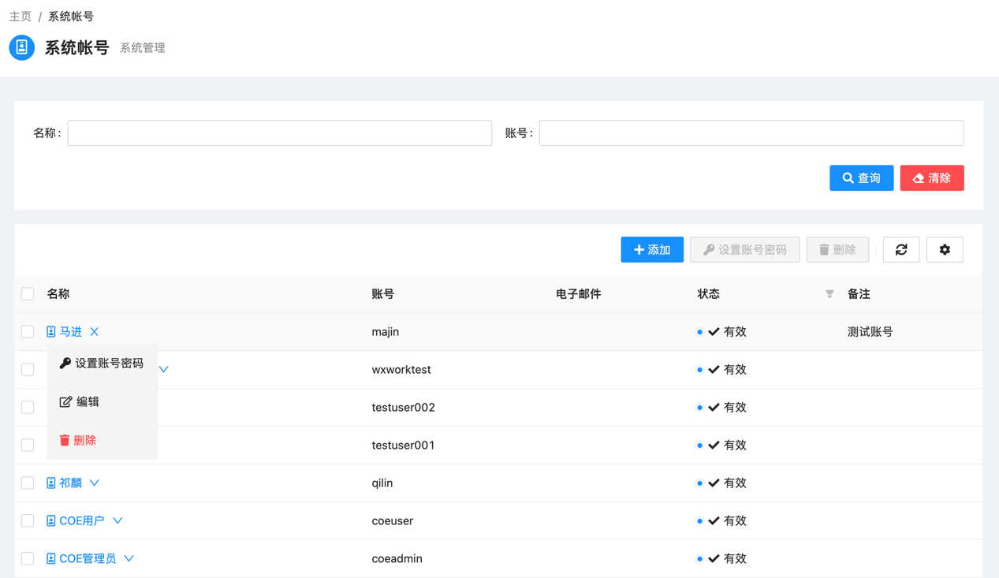 主页 / 系统帐号
系统帐号 系统管理
名称： 账号：
查询 清除
添加 设置账号密码 删除
名称 账号 电子邮件 状态 备注
马进 majin 有效 测试账号
设置账号密码 wxworktest 有效
编辑 testuser002 有效
删除 testuser001 有效
祁麟 qilin 有效
COE用户 coeuser 有效
COE管理员 coeadmin 有效